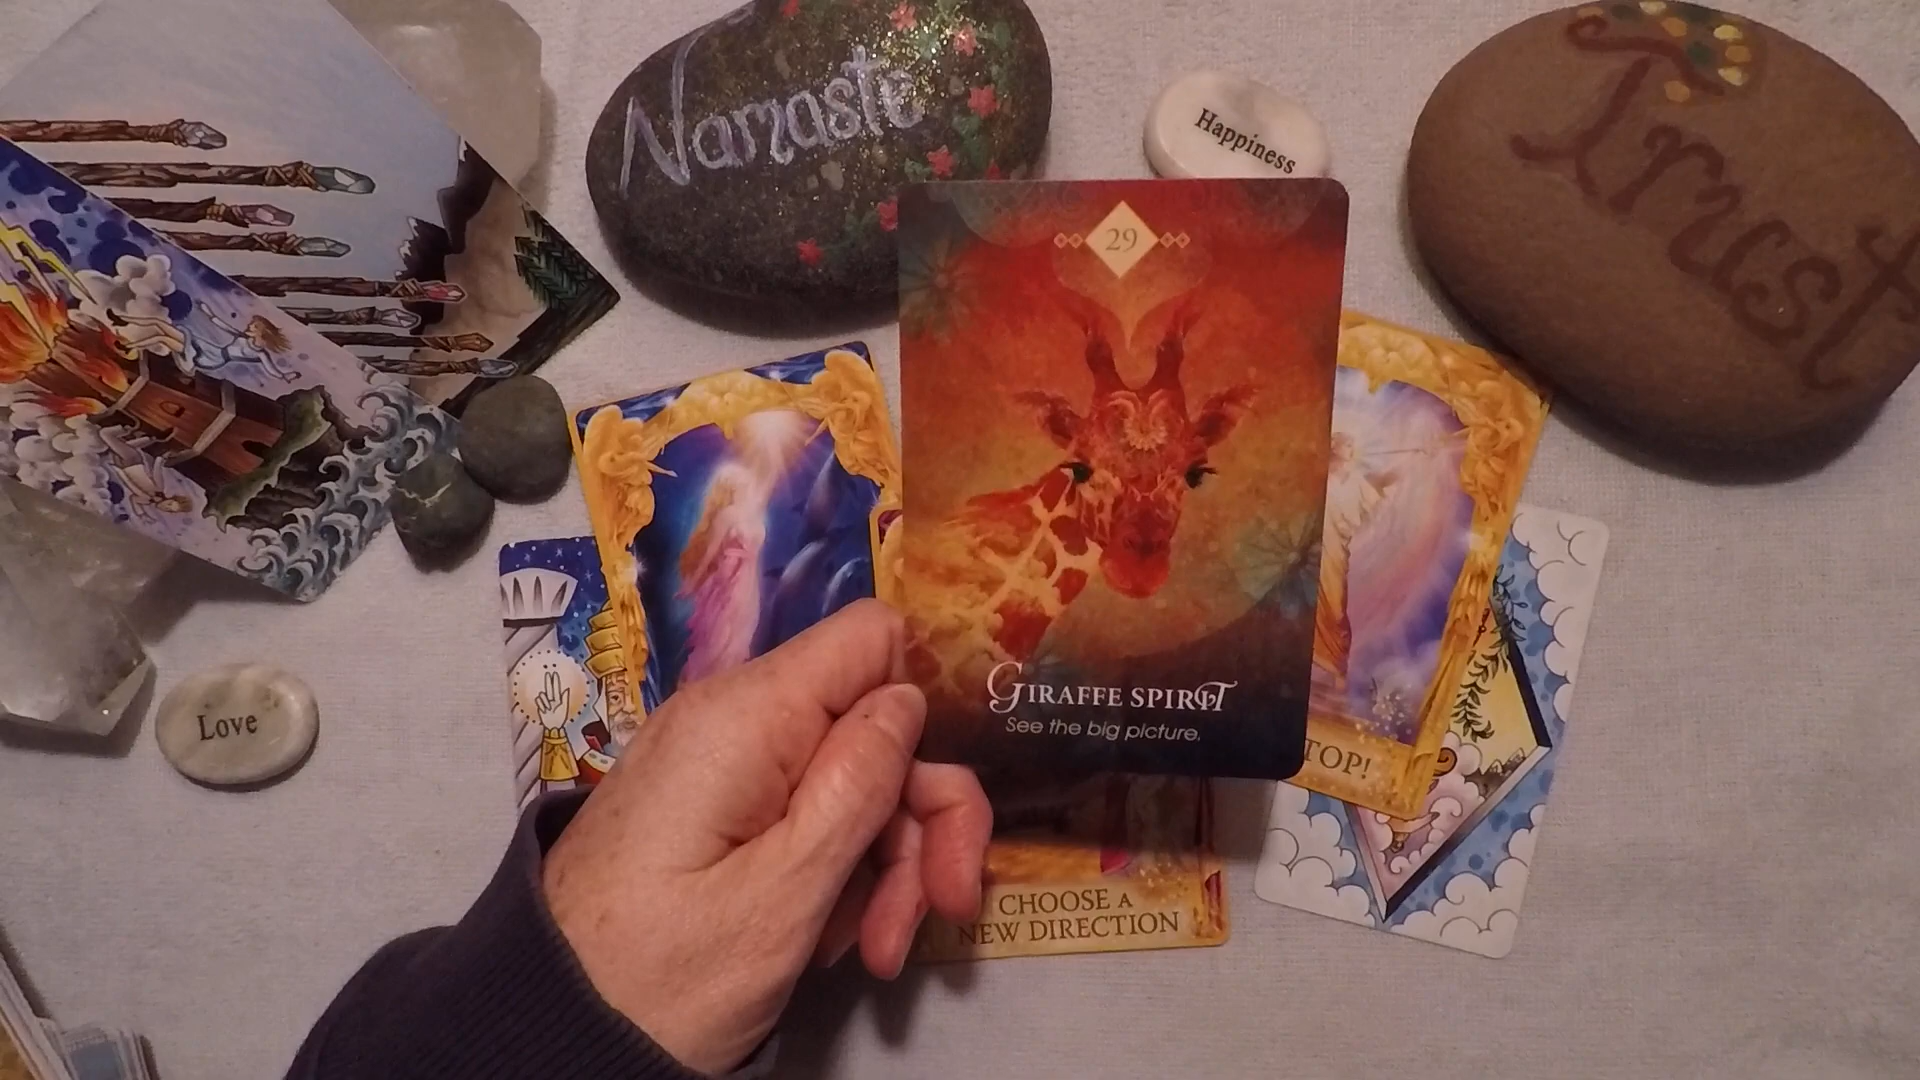 Namaste
Happiness
Trust
29
GIRAFFE SPIRIT
See the big picture.
Love
TOP!
CHOOSE A
NEW DIRECTION